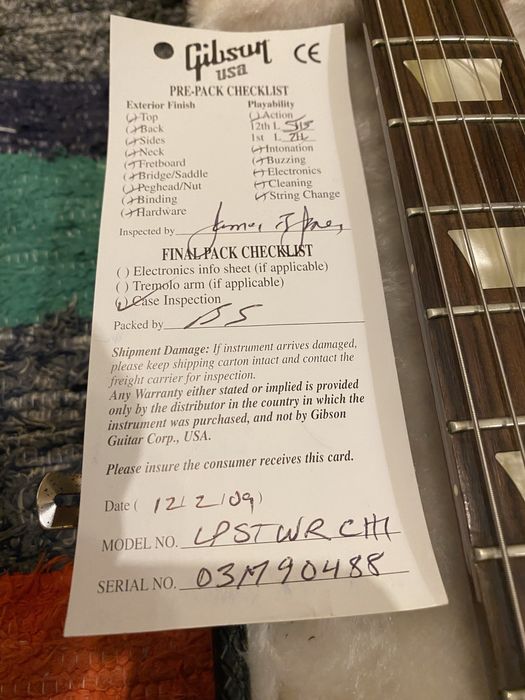 Gibson CE
usa
PRE-PACK CHECKLIST
Exterior Finish Playability
Top Action
Back 12th L 5/15
Sides 1st L 2/2
Neck Intonation
Fretboard Buzzing
Bridge/Saddle Electronics
Peghead/Nut Cleaning
Binding String Change
Hardware
Inspected by James T Jones
FINAL PACK CHECKLIST
( ) Electronics info sheet (if applicable)
( ) Tremolo arm (if applicable)
(✓) Case Inspection
Packed by
Shipment Damage: If instrument arrives damaged,
please keep shipping carton intact and contact the
freight carrier for inspection.
Any Warranty either stated or implied is provided
only by the distributor in the country in which the
instrument was purchased, and not by Gibson
Guitar Corp., USA.
Please insure the consumer receives this card.
Date ( 12/2/09 )
MODEL NO. LPSTWRCH1
SERIAL NO. 03M90488